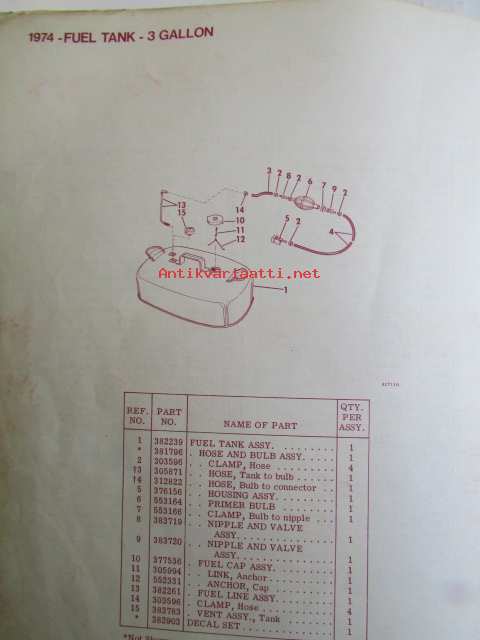 1974 - FUEL TANK - 3 GALLON
3 2 8 2 6 7 9 2
14
13
15
10
11
12
5 2
4
Antikvariaatti.net
1
REF. NO. PART NO. NAME OF PART QTY. PER ASSY.
1 382239 FUEL TANK ASSY. . . . . . . . . 1
* 381796 . HOSE AND BULB ASSY. . . . . 1
2 303596 . . CLAMP, Hose . . . . . . . . . 4
†3 305871 . . HOSE, Tank to bulb . . . . . . 1
†4 312822 . . HOSE, Bulb to connector . . 1
5 376156 . . HOUSING ASSY. . . . . . . . 1
6 553164 . . PRIMER BULB . . . . . . . . 1
7 553166 . . CLAMP, Bulb to nipple . . . 1
8 383719 . . NIPPLE AND VALVE
ASSY. . . . . . . . . . . . . 1
9 383720 . . NIPPLE AND VALVE
ASSY. . . . . . . . . . . . . 1
10 377536 . FUEL CAP ASSY. . . . . . . . . 1
11 305994 . . LINK, Anchor . . . . . . . . . 1
12 552331 . . ANCHOR, Cap . . . . . . . . 1
13 382261 . FUEL LINE ASSY. . . . . . . . 1
14 303596 . CLAMP, Hose . . . . . . . . . . 4
15 383783 . VENT ASSY., Tank . . . . . . . 1
* 382903 DECAL SET . . . . . . . . . . . . 1
*Not